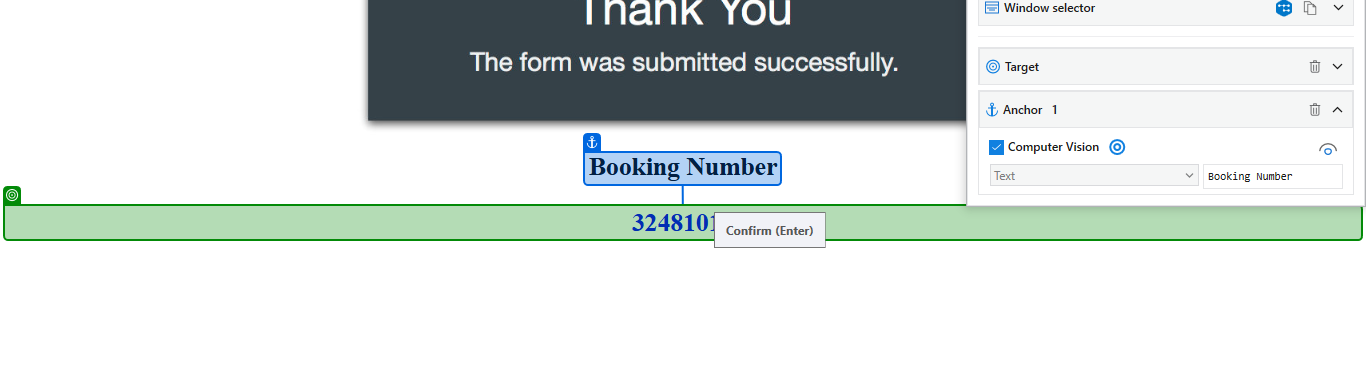 Thank You
The form was submitted successfully.
Window selector
Target
Anchor 1
Computer Vision
Text
Booking Number
Booking Number
324810
Confirm (Enter)